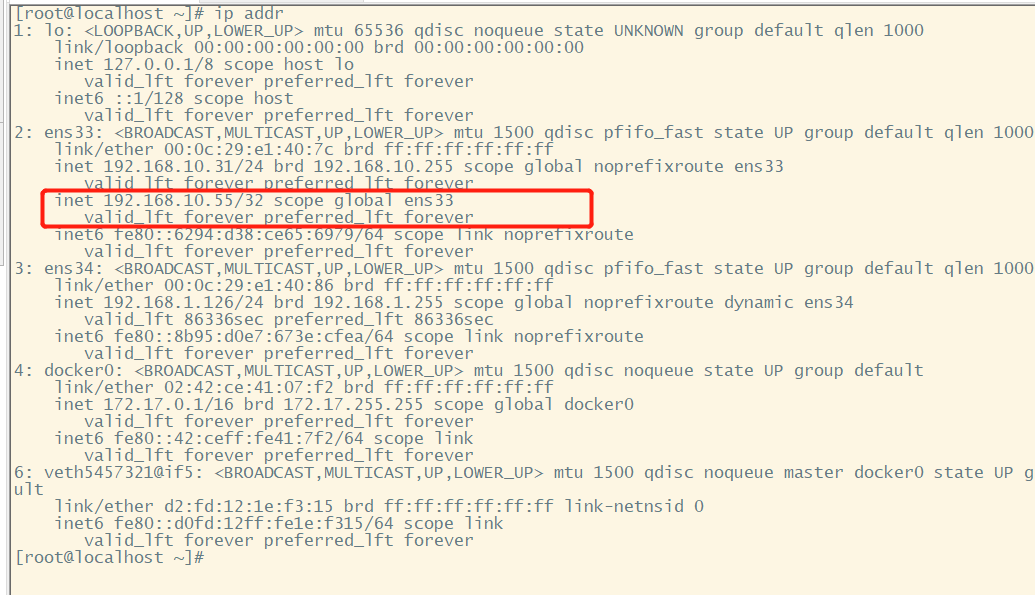 [root@localhost ~]# ip addr
1: lo: <LOOPBACK,UP,LOWER_UP> mtu 65536 qdisc noqueue state UNKNOWN group default qlen 1000
    link/loopback 00:00:00:00:00:00 brd 00:00:00:00:00:00
    inet 127.0.0.1/8 scope host lo
       valid_lft forever preferred_lft forever
    inet6 ::1/128 scope host
       valid_lft forever preferred_lft forever
2: ens33: <BROADCAST,MULTICAST,UP,LOWER_UP> mtu 1500 qdisc pfifo_fast state UP group default qlen 1000
    link/ether 00:0c:29:e1:40:7c brd ff:ff:ff:ff:ff:ff
    inet 192.168.10.31/24 brd 192.168.10.255 scope global noprefixroute ens33
       valid_lft forever preferred_lft forever
    inet 192.168.10.55/32 scope global ens33
       valid_lft forever preferred_lft forever
    inet6 fe80::6294:d38:ce65:6979/64 scope link noprefixroute
       valid_lft forever preferred_lft forever
3: ens34: <BROADCAST,MULTICAST,UP,LOWER_UP> mtu 1500 qdisc pfifo_fast state UP group default qlen 1000
    link/ether 00:0c:29:e1:40:86 brd ff:ff:ff:ff:ff:ff
    inet 192.168.1.126/24 brd 192.168.1.255 scope global noprefixroute dynamic ens34
       valid_lft 86336sec preferred_lft 86336sec
    inet6 fe80::8b95:d0e7:673e:cfea/64 scope link noprefixroute
       valid_lft forever preferred_lft forever
4: docker0: <BROADCAST,MULTICAST,UP,LOWER_UP> mtu 1500 qdisc noqueue state UP group default
    link/ether 02:42:ce:41:07:f2 brd ff:ff:ff:ff:ff:ff
    inet 172.17.0.1/16 brd 172.17.255.255 scope global docker0
       valid_lft forever preferred_lft forever
    inet6 fe80::42:ceff:fe41:7f2/64 scope link
       valid_lft forever preferred_lft forever
6: veth5457321@if5: <BROADCAST,MULTICAST,UP,LOWER_UP> mtu 1500 qdisc noqueue master docker0 state UP g
ult
    link/ether d2:fd:12:1e:f3:15 brd ff:ff:ff:ff:ff:ff link-netnsid 0
    inet6 fe80::d0fd:12ff:fe1e:f315/64 scope link
       valid_lft forever preferred_lft forever
[root@localhost ~]#